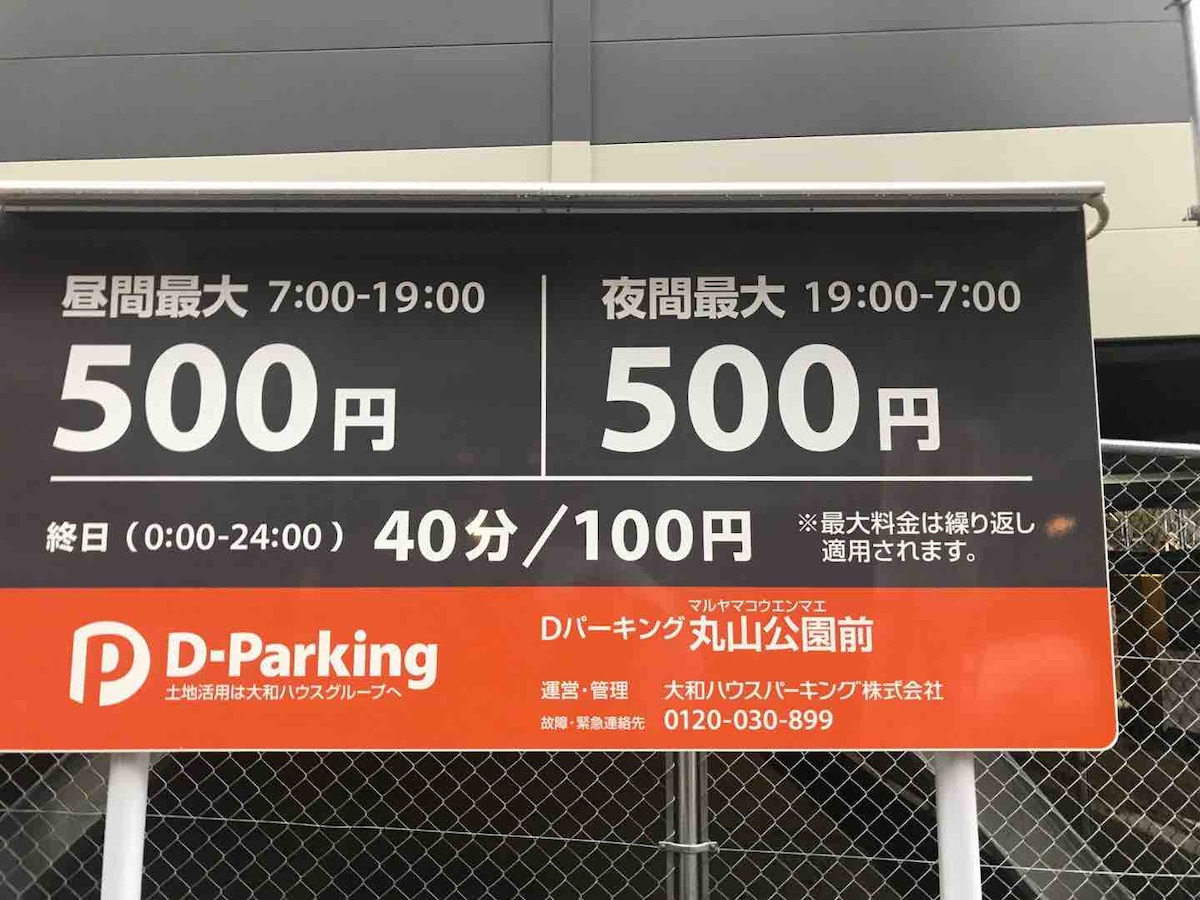 昼間最大 7:00-19:00
500円
夜間最大 19:00-7:00
500円
終日(0:00-24:00) 40分/100円
※最大料金は繰り返し
適用されます。
D-Parking
土地活用は大和ハウスグループへ
マルヤマコウエンマエ
Dパーキング 丸山公園前
運営・管理 大和ハウスパーキング株式会社
故障・緊急連絡先 0120-030-899